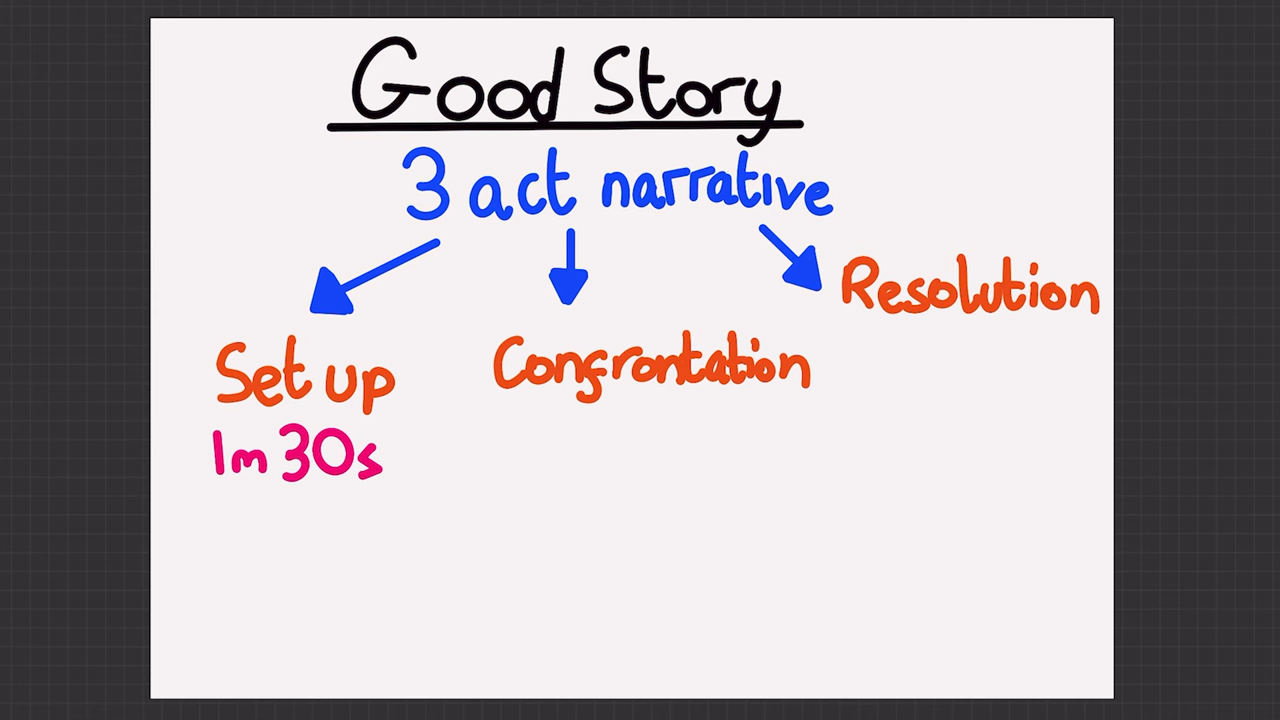 Good Story
3 act narrative
Resolution
Set up
Confrontation
1m 30s